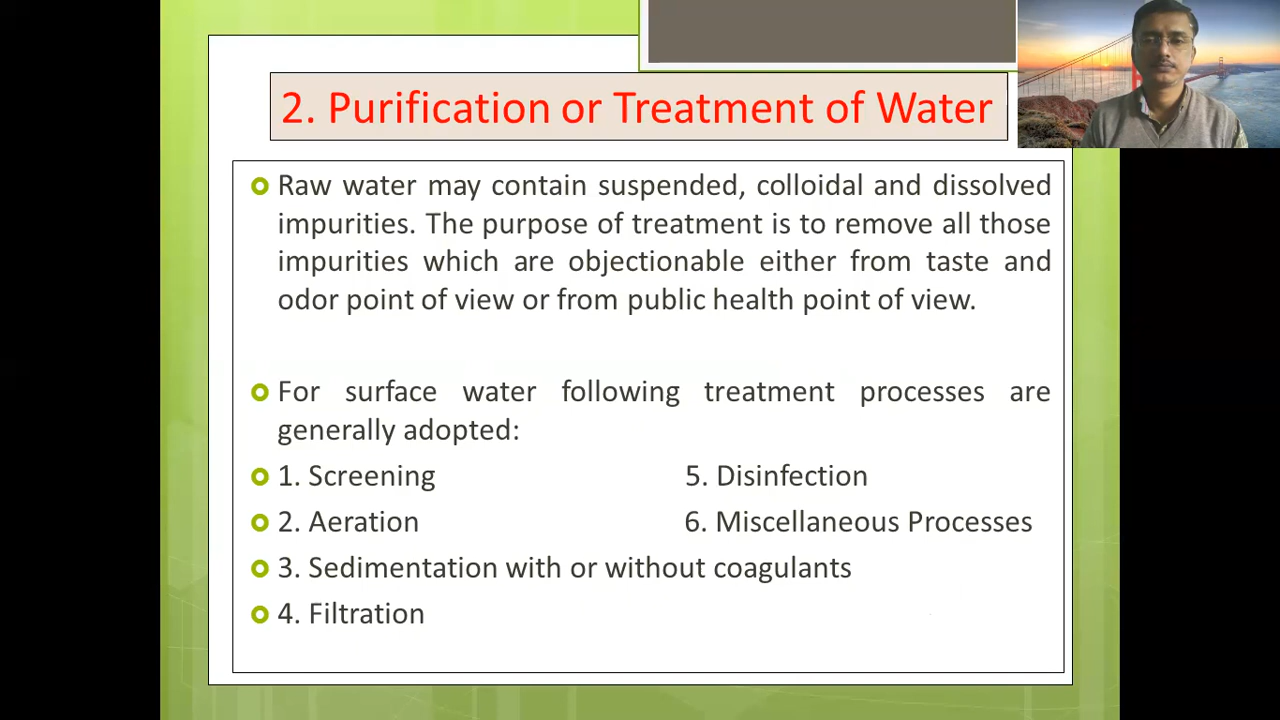 2. Purification or Treatment of Water
Raw water may contain suspended, colloidal and dissolved
impurities. The purpose of treatment is to remove all those
impurities which are objectionable either from taste and
odor point of view or from public health point of view.
For surface water following treatment processes are
generally adopted:
1. Screening 5. Disinfection
2. Aeration 6. Miscellaneous Processes
3. Sedimentation with or without coagulants
4. Filtration